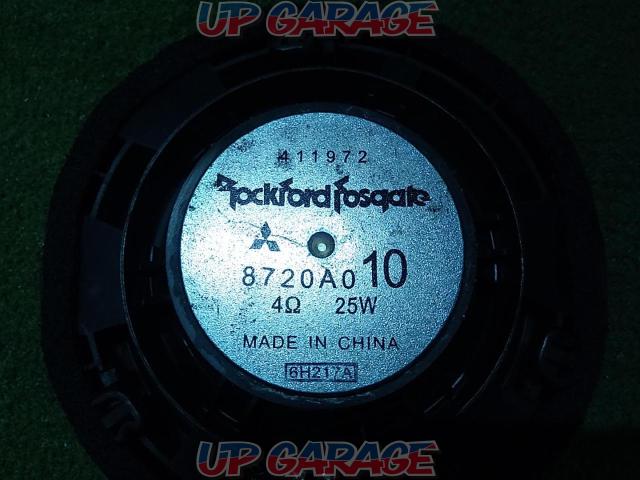 UP GARAGE
411972
Rockford Fosgate
8720A010
4Ω 25W
MADE IN CHINA
6H217A
UP GARAGE